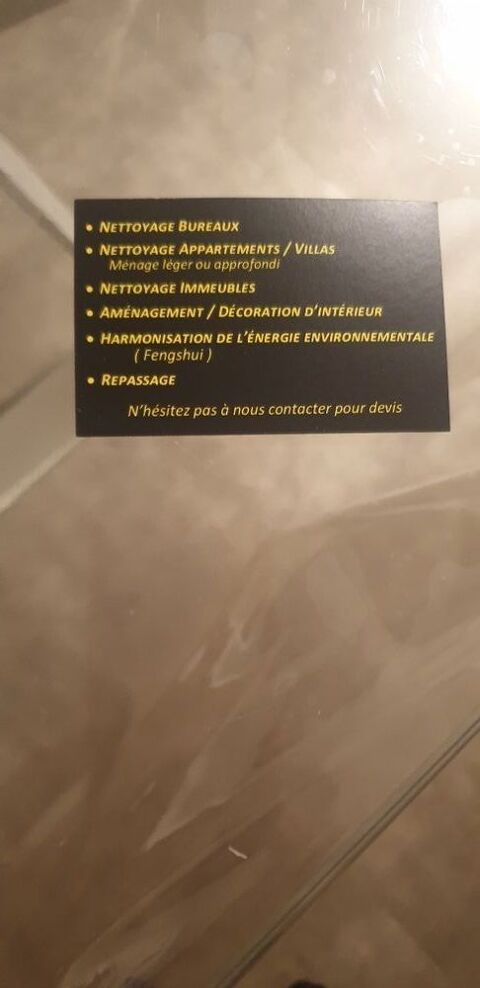 • NETTOYAGE BUREAUX
• NETTOYAGE APPARTEMENTS / VILLAS
Ménage léger ou approfondi
• NETTOYAGE IMMEUBLES
• AMÉNAGEMENT / DÉCORATION D'INTÉRIEUR
• HARMONISATION DE L'ÉNERGIE ENVIRONNEMENTALE
( Fengshui )
• REPASSAGE
N'hésitez pas à nous contacter pour devis